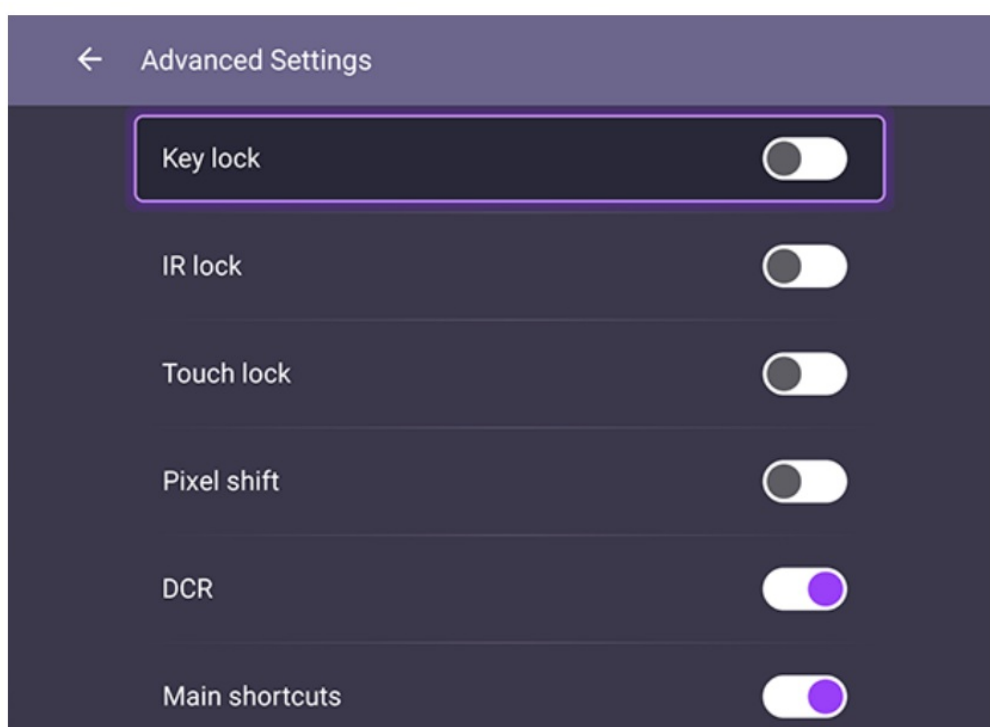 Advanced Settings
Key lock
IR lock
Touch lock
Pixel shift
DCR
Main shortcuts